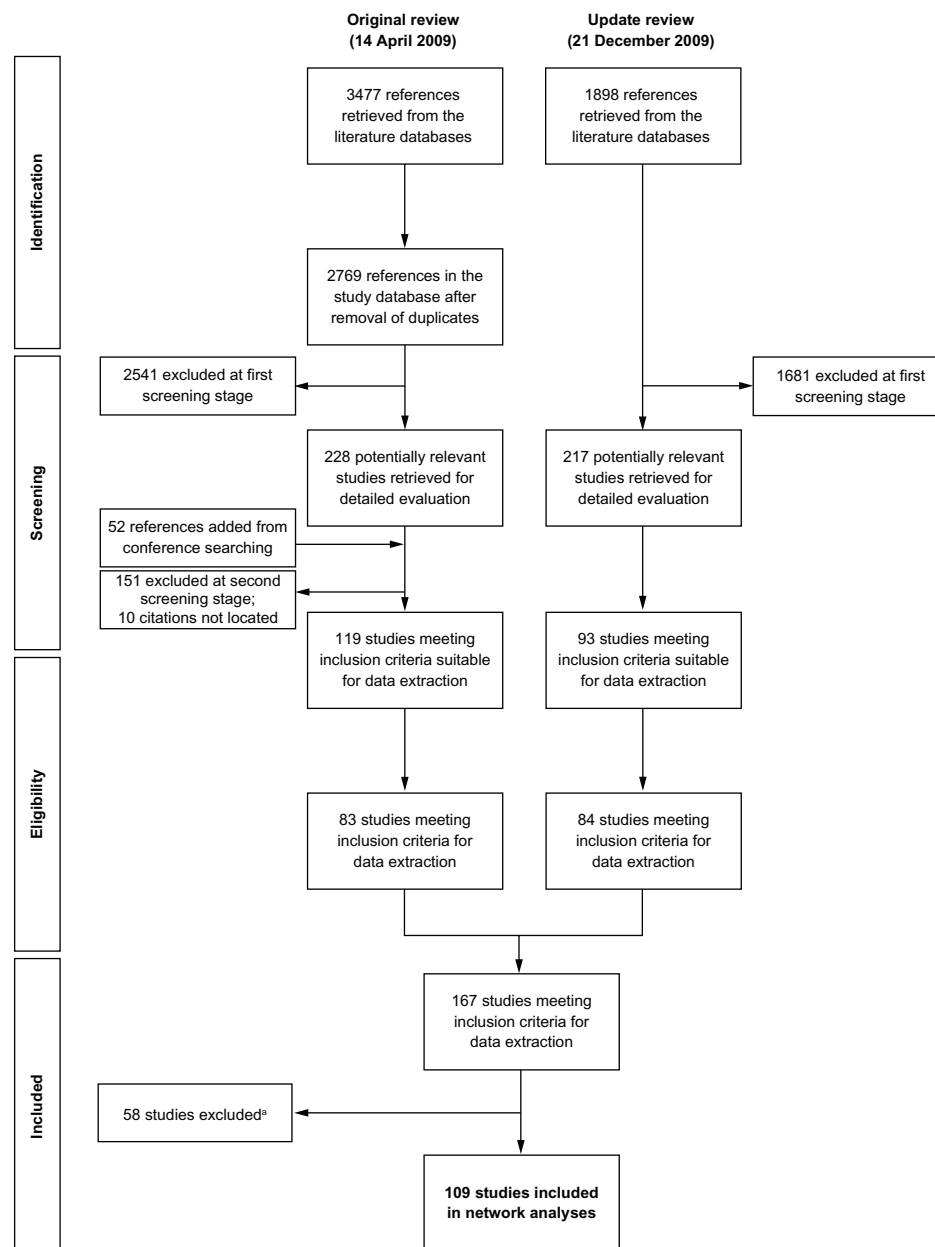 Original review
(14 April 2009)
Update review
(21 December 2009)
Identification
3477 references
retrieved from the
literature databases
1898 references
retrieved from the
literature databases
2769 references in the
study database after
removal of duplicates
Screening
2541 excluded at first
screening stage
1681 excluded at first
screening stage
228 potentially relevant
studies retrieved for
detailed evaluation
217 potentially relevant
studies retrieved for
detailed evaluation
52 references added from
conference searching
151 excluded at second
screening stage;
10 citations not located
119 studies meeting
inclusion criteria suitable
for data extraction
93 studies meeting
inclusion criteria suitable
for data extraction
Eligibility
83 studies meeting
inclusion criteria for
data extraction
84 studies meeting
inclusion criteria for
data extraction
Included
167 studies meeting
inclusion criteria for
data extraction
58 studies excludedᵃ
109 studies included
in network analyses